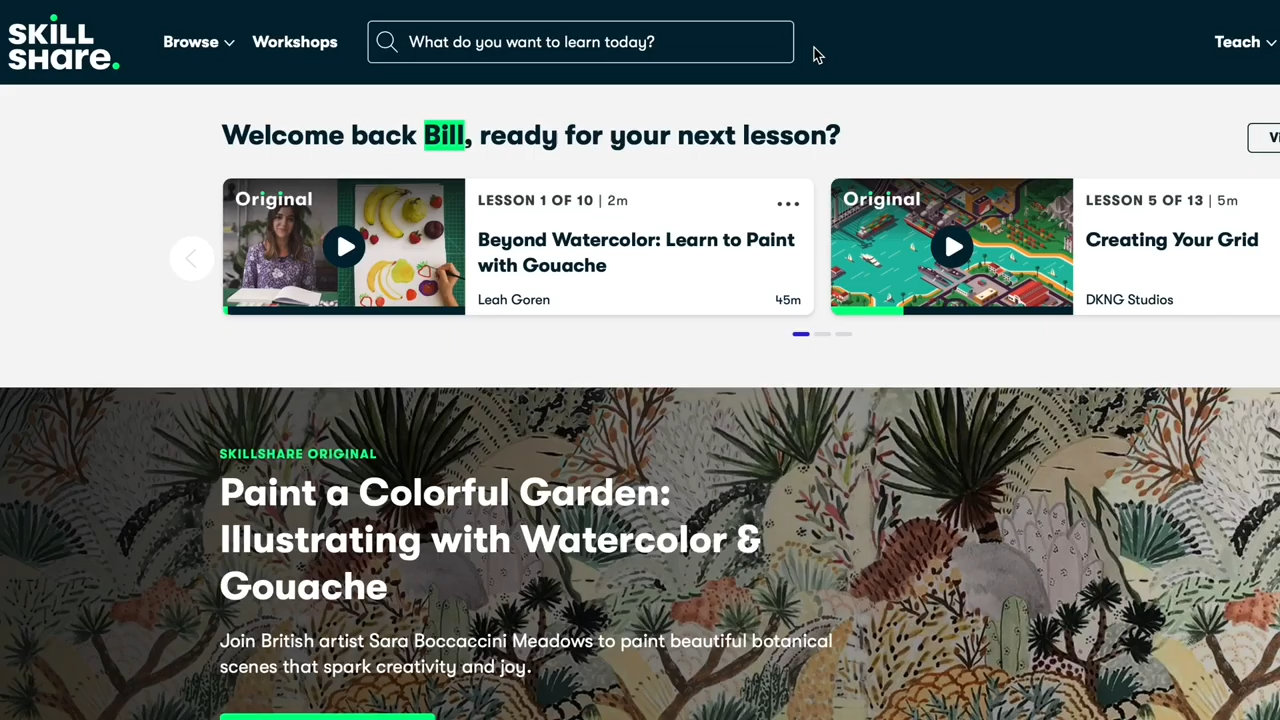 SKILL
SHare.
Browse
Workshops
What do you want to learn today?
Teach
Welcome back Bill, ready for your next lesson?
Original
LESSON 1 OF 10 | 2m
Beyond Watercolor: Learn to Paint
with Gouache
Leah Goren
45m
Original
LESSON 5 OF 13 | 5m
Creating Your Grid
DKNG Studios
SKILLSHARE ORIGINAL
Paint a Colorful Garden:
Illustrating with Watercolor &
Gouache
Join British artist Sara Boccaccini Meadows to paint beautiful botanical
scenes that spark creativity and joy.